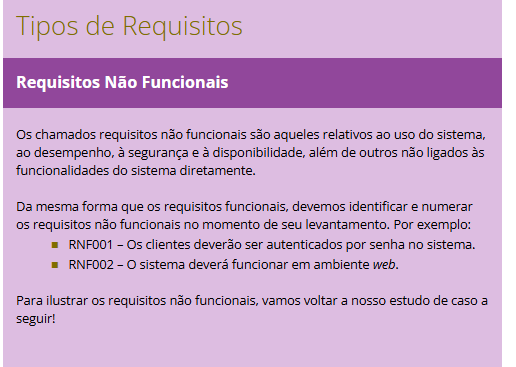 Tipos de Requisitos
Requisitos Não Funcionais
Os chamados requisitos não funcionais são aqueles relativos ao uso do sistema,
ao desempenho, à segurança e à disponibilidade, além de outros não ligados às
funcionalidades do sistema diretamente.
Da mesma forma que os requisitos funcionais, devemos identificar e numerar
os requisitos não funcionais no momento de seu levantamento. Por exemplo:
■ RNF001 – Os clientes deverão ser autenticados por senha no sistema.
■ RNF002 – O sistema deverá funcionar em ambiente web.
Para ilustrar os requisitos não funcionais, vamos voltar a nosso estudo de caso a
seguir!